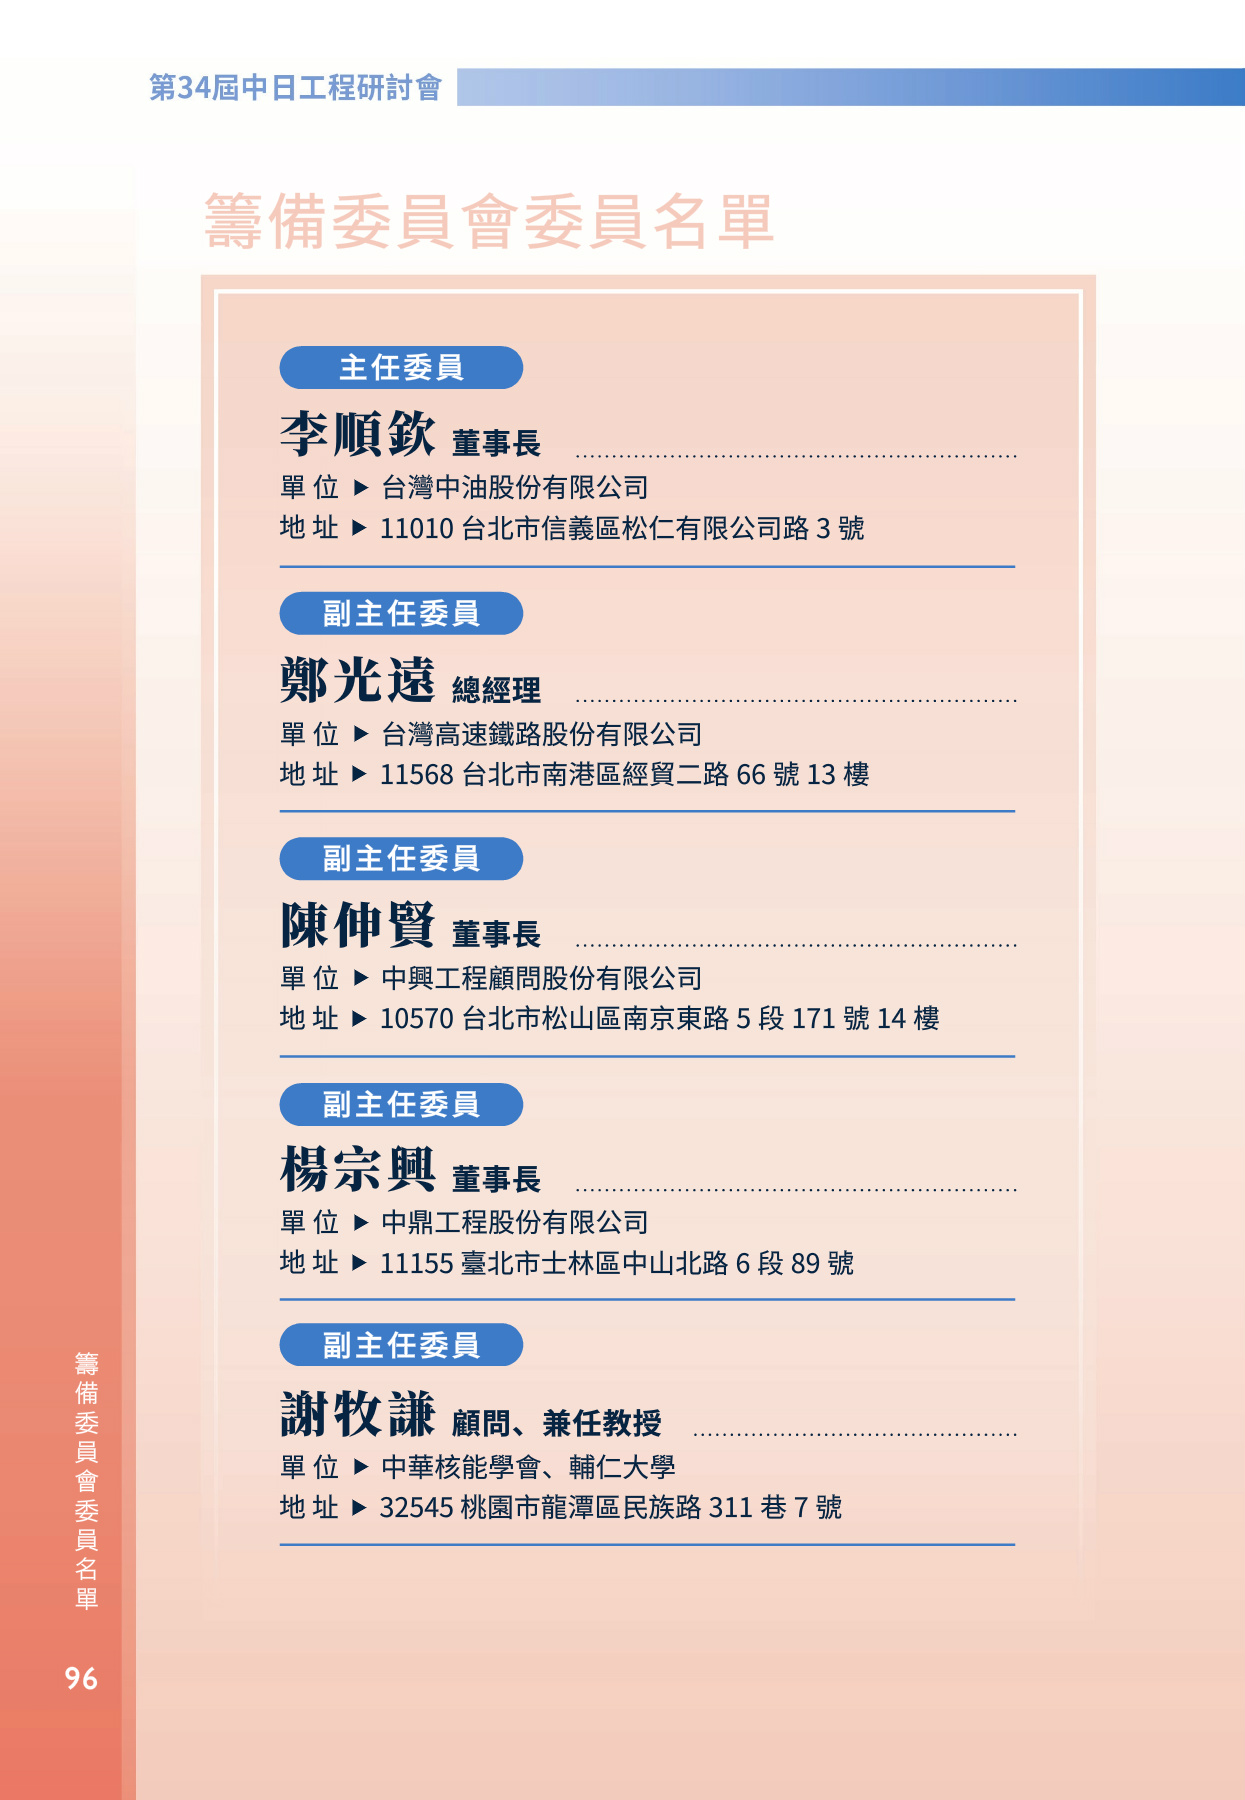 第34屆中日工程研討會
籌備委員會委員名單
主任委員
李順欽 董事長
單 位 ▶ 台灣中油股份有限公司
地 址 ▶ 11010 台北市信義區松仁有限公司路 3 號
副主任委員
鄭光遠 總經理
單 位 ▶ 台灣高速鐵路股份有限公司
地 址 ▶ 11568 台北市南港區經貿二路 66 號 13 樓
副主任委員
陳伸賢 董事長
單 位 ▶ 中興工程顧問股份有限公司
地 址 ▶ 10570 台北市松山區南京東路 5 段 171 號 14 樓
副主任委員
楊宗興 董事長
單 位 ▶ 中鼎工程股份有限公司
地 址 ▶ 11155 臺北市士林區中山北路 6 段 89 號
副主任委員
謝牧謙 顧問、兼任教授
單 位 ▶ 中華核能學會、輔仁大學
地 址 ▶ 32545 桃園市龍潭區民族路 311 巷 7 號
籌備委員會委員名單
96